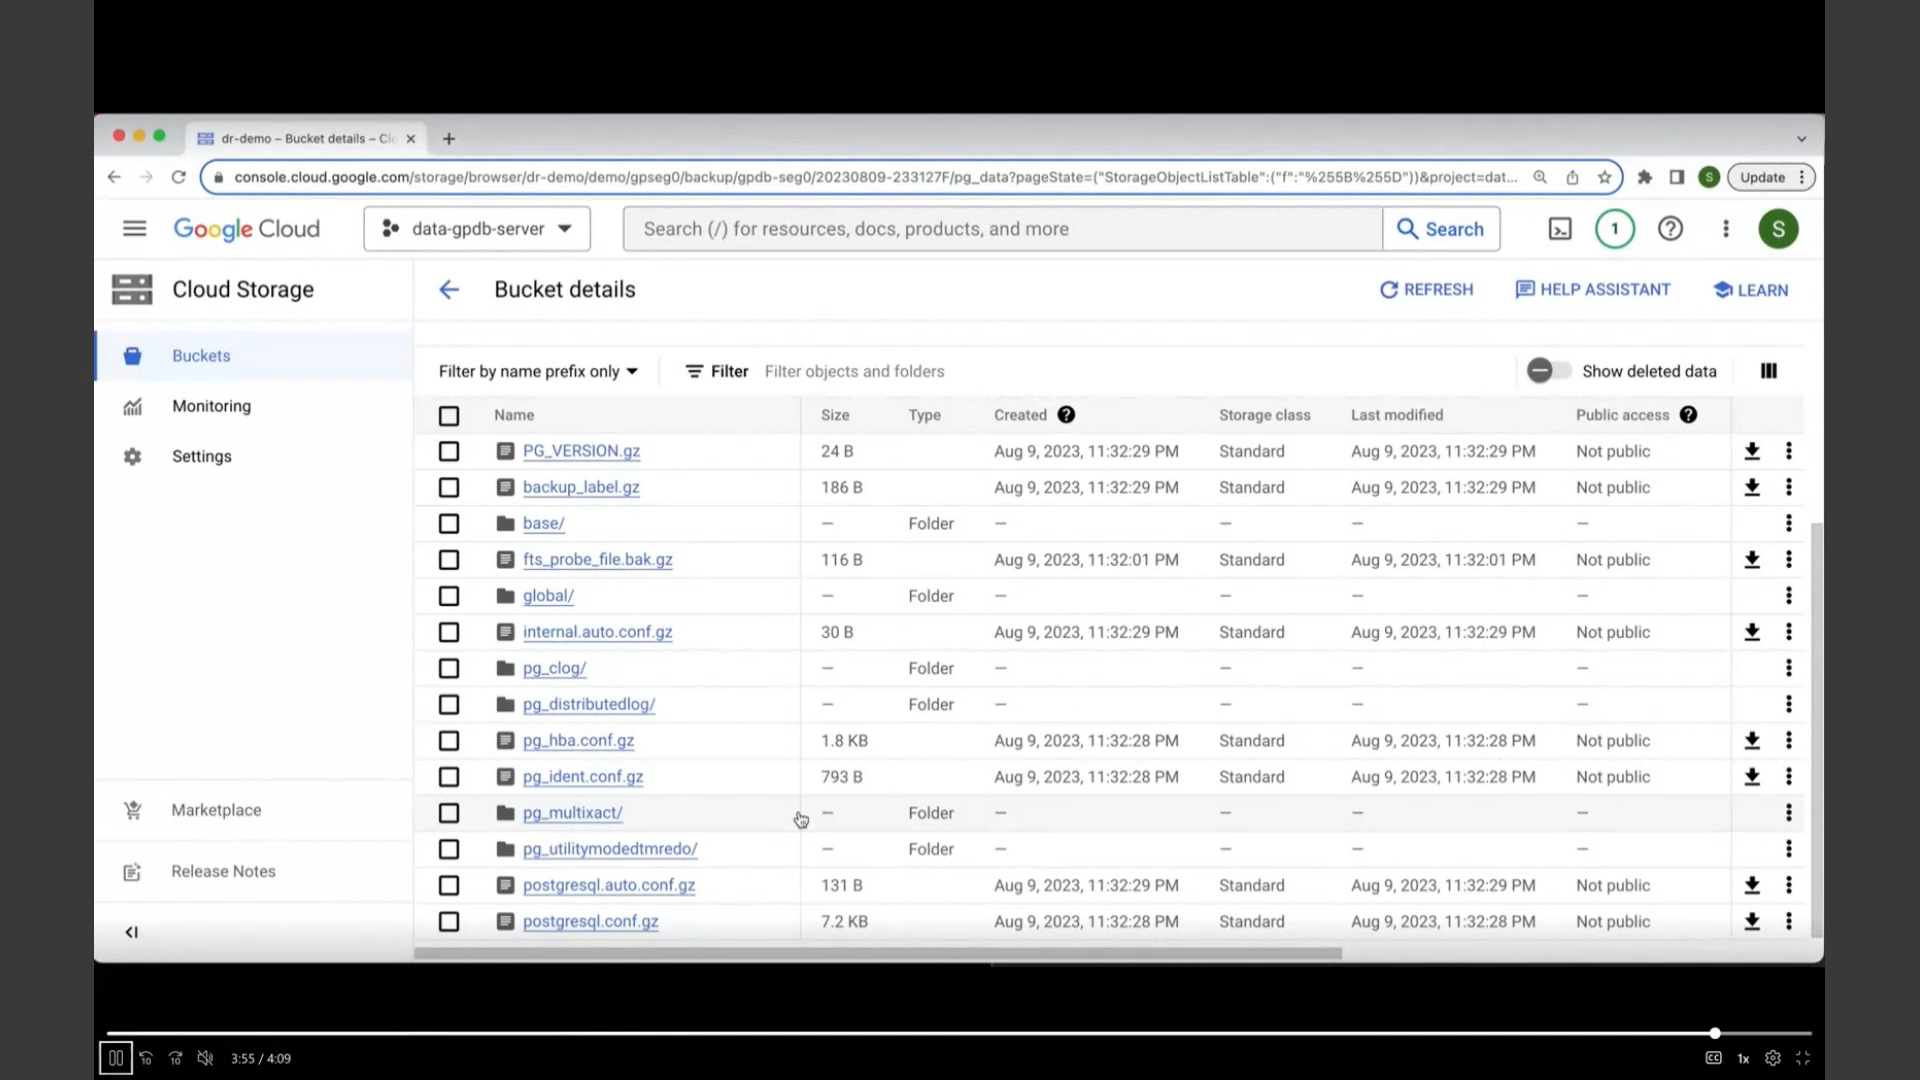 dr-demo – Bucket details – Clo
console.cloud.google.com/storage/browser/dr-demo/demo/gpseg0/backup/gpdb-seg0/20230809-233127F/pg_data?pageState=("StorageObjectListTable":("f":"%255B%255D"))&project=dat...
S
Update
Google Cloud
data-gpdb-server
Search (/) for resources, docs, products, and more
Search
1
S
Cloud Storage
Bucket details
REFRESH
HELP ASSISTANT
LEARN
Buckets
Monitoring
Settings
Marketplace
Release Notes
Filter by name prefix only
Filter Filter objects and folders
Show deleted data
Name Size Type Created Storage class Last modified Public access
PG_VERSION.gz 24 B Aug 9, 2023, 11:32:29 PM Standard Aug 9, 2023, 11:32:29 PM Not public
backup_label.gz 186 B Aug 9, 2023, 11:32:29 PM Standard Aug 9, 2023, 11:32:29 PM Not public
base/ — Folder — — — —
fts_probe_file.bak.gz 116 B Aug 9, 2023, 11:32:01 PM Standard Aug 9, 2023, 11:32:01 PM Not public
global/ — Folder — — — —
internal.auto.conf.gz 30 B Aug 9, 2023, 11:32:29 PM Standard Aug 9, 2023, 11:32:29 PM Not public
pg_clog/ — Folder — — — —
pg_distributedlog/ — Folder — — — —
pg_hba.conf.gz 1.8 KB Aug 9, 2023, 11:32:28 PM Standard Aug 9, 2023, 11:32:28 PM Not public
pg_ident.conf.gz 793 B Aug 9, 2023, 11:32:28 PM Standard Aug 9, 2023, 11:32:28 PM Not public
pg_multixact/ — Folder — — — —
pg_utilitymodedtmredo/ — Folder — — — —
postgresql.auto.conf.gz 131 B Aug 9, 2023, 11:32:29 PM Standard Aug 9, 2023, 11:32:29 PM Not public
postgresql.conf.gz 7.2 KB Aug 9, 2023, 11:32:28 PM Standard Aug 9, 2023, 11:32:28 PM Not public
10 10 3:55 / 4:09
CC 1x